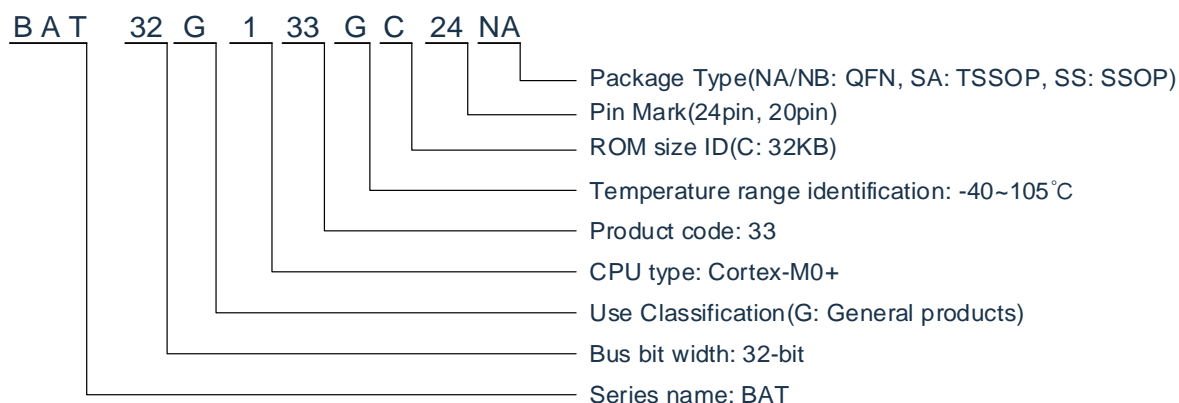 BAT 32 G 1 33 G C 24 NA
Package Type(NA/NB: QFN, SA: TSSOP, SS: SSOP)
Pin Mark(24pin, 20pin)
ROM size ID(C: 32KB)
Temperature range identification: -40~105℃
Product code: 33
CPU type: Cortex-M0+
Use Classification(G: General products)
Bus bit width: 32-bit
Series name: BAT